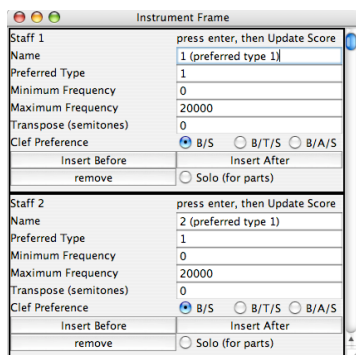 Instrument Frame
Staff 1 press enter, then Update Score
Name 1 (preferred type 1)
Preferred Type 1
Minimum Frequency 0
Maximum Frequency 20000
Transpose (semitones) 0
Clef Preference B/S B/T/S B/A/S
Insert Before Insert After
remove Solo (for parts)
Staff 2 press enter, then Update Score
Name 2 (preferred type 1)
Preferred Type 1
Minimum Frequency 0
Maximum Frequency 20000
Transpose (semitones) 0
Clef Preference B/S B/T/S B/A/S
Insert Before Insert After
remove Solo (for parts)